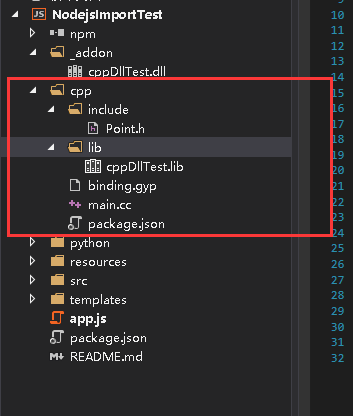 NodejsImportTest
npm
_addon
cppDllTest.dll
cpp
include
Point.h
lib
cppDllTest.lib
binding.gyp
main.cc
package.json
python
resources
src
templates
app.js
package.json
README.md
10
11
12
13
14
15
16
17
18
19
20
21
22
23
24
25
26
27
28
29
30
31
32